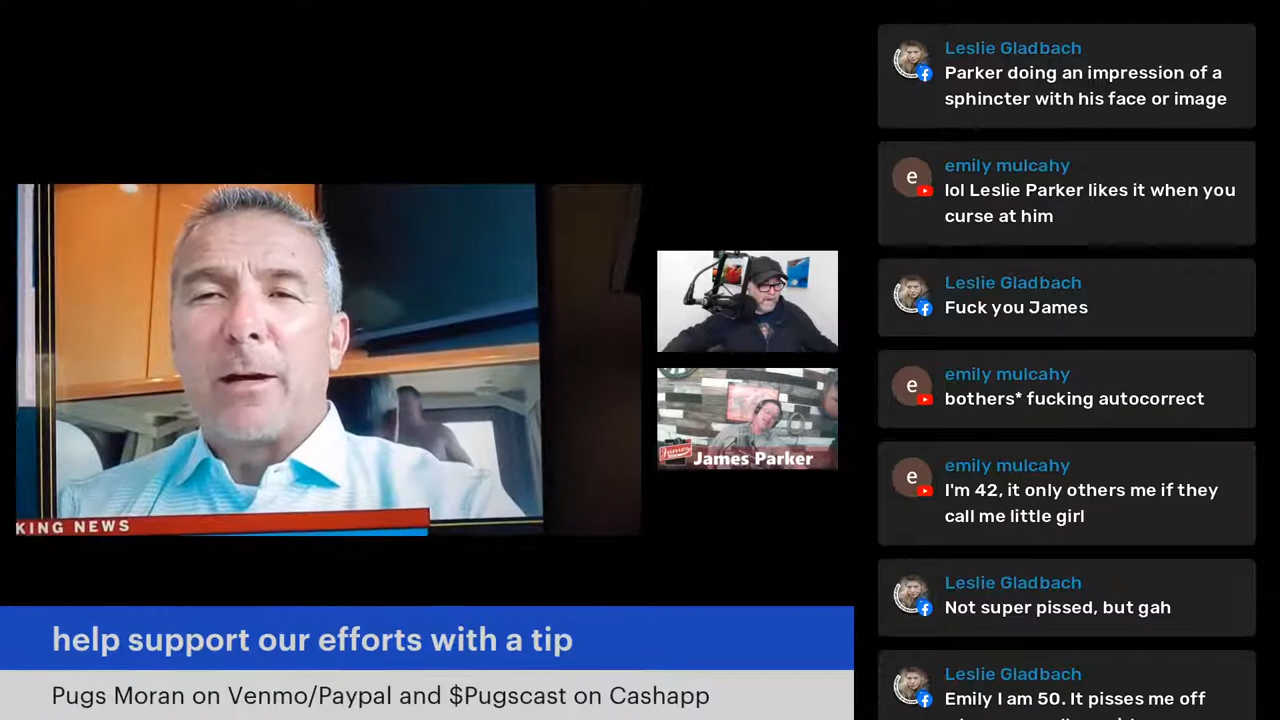 KING NEWS
James Parker
help support our efforts with a tip
Pugs Moran on Venmo/Paypal and $Pugscast on Cashapp
Leslie Gladbach
Parker doing an impression of a
sphincter with his face or image
emily mulcahy
lol Leslie Parker likes it when you
curse at him
Leslie Gladbach
Fuck you James
emily mulcahy
bothers* fucking autocorrect
emily mulcahy
I'm 42, it only others me if they
call me little girl
Leslie Gladbach
Not super pissed, but gah
Leslie Gladbach
Emily I am 50. It pisses me off